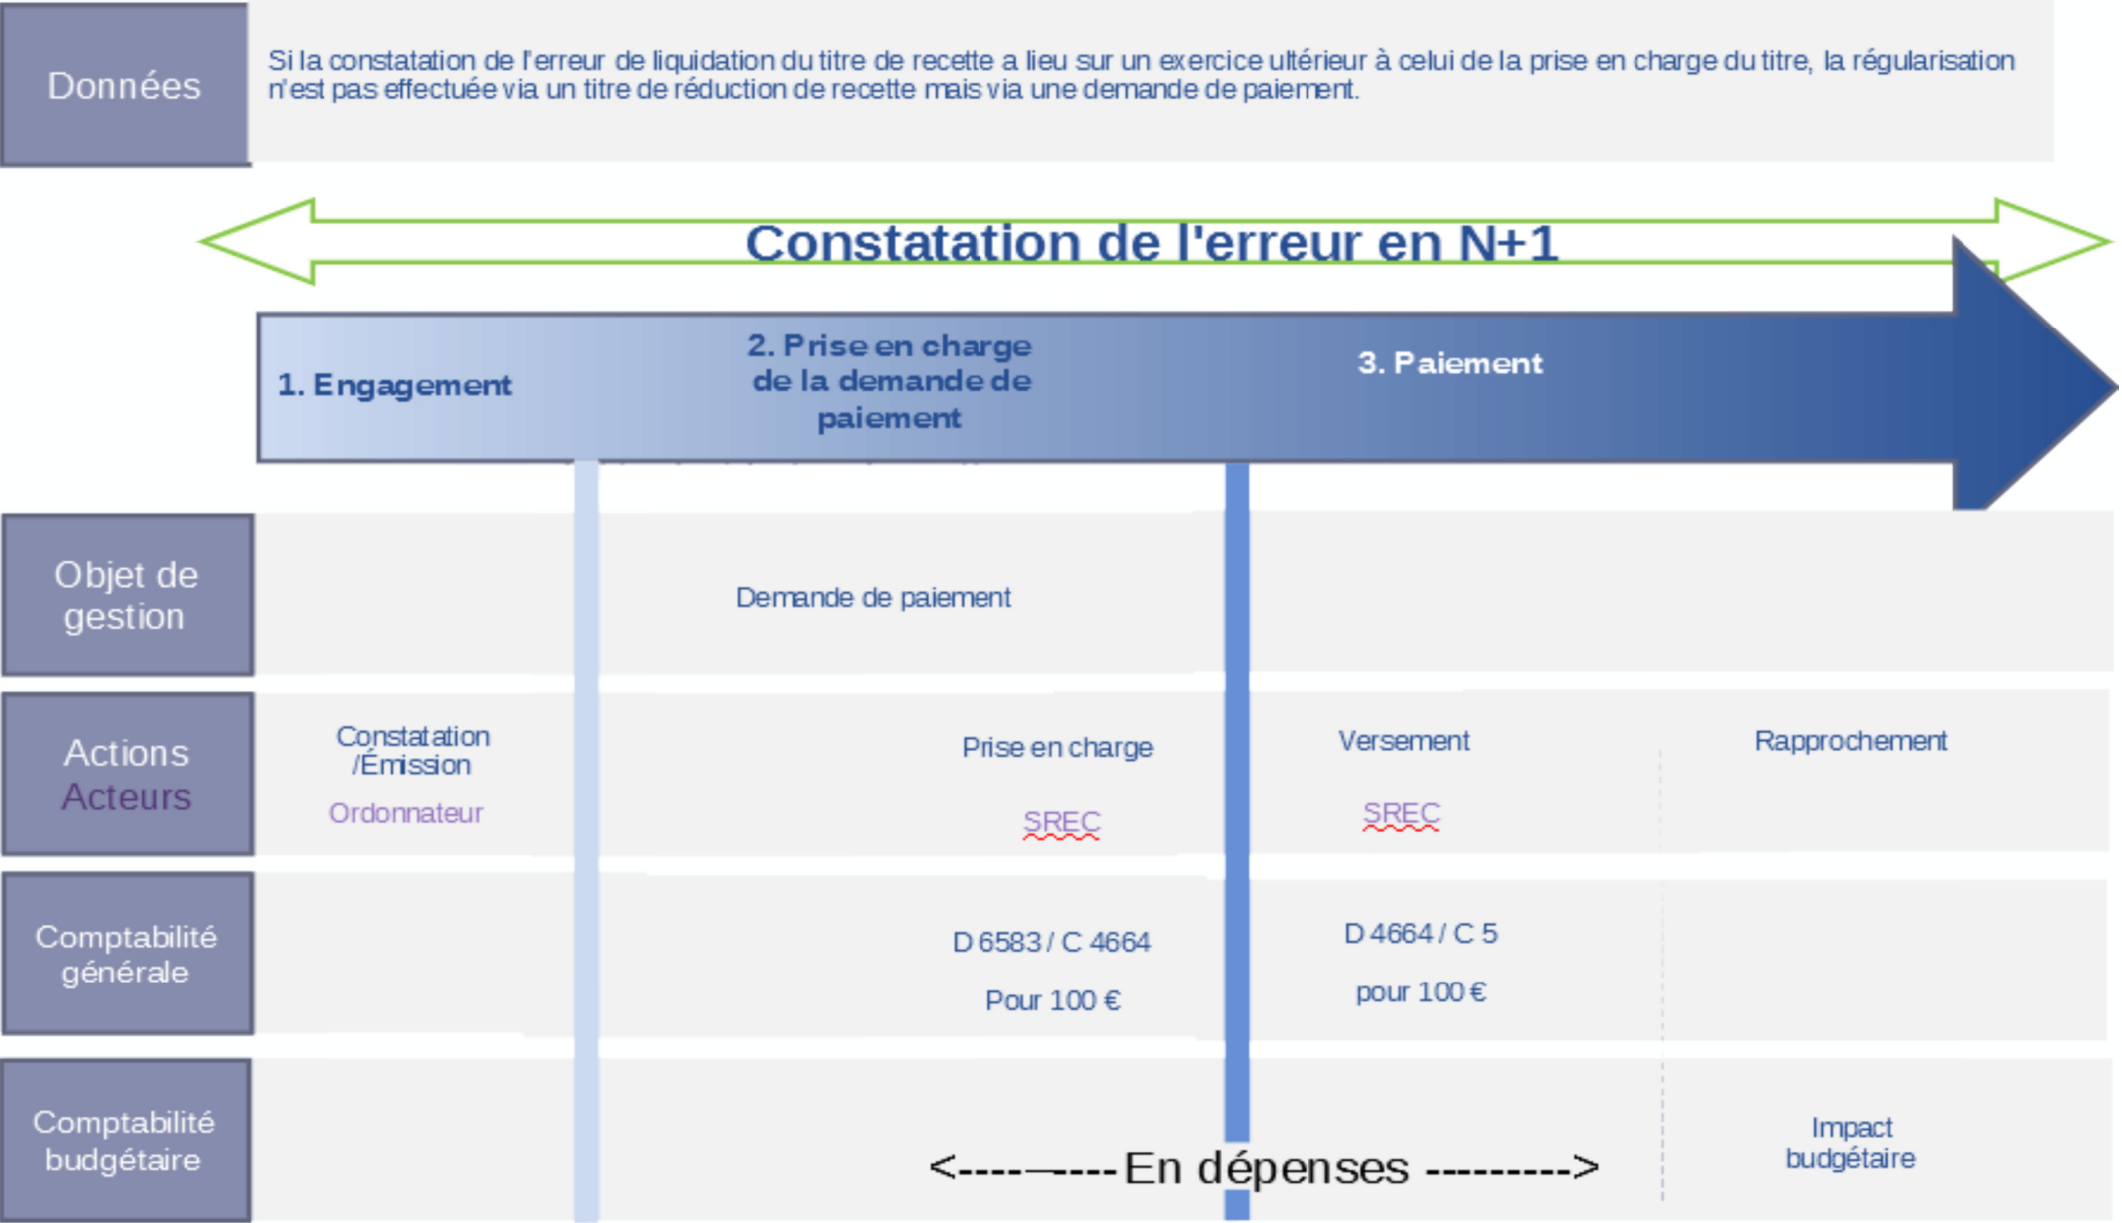 Données
Si la constatation de l'erreur de liquidation du titre de recette a lieu sur un exercice ultérieur à celui de la prise en charge du titre, la régularisation
n'est pas effectuée via un titre de réduction de recette mais via une demande de paiement.
Constatation de l'erreur en N+1
1. Engagement
2. Prise en charge
de la demande de
paiement
3. Paiement
Objet de
gestion
Demande de paiement
Actions
Acteurs
Constatation
/Émission
Ordonnateur
Prise en charge
SREC
Versement
SREC
Rapprochement
Comptabilité
générale
D 6583 / C 4664
Pour 100 €
D 4664 / C 5
pour 100 €
Comptabilité
budgétaire
<----—----En dépenses --------->
Impact
budgétaire